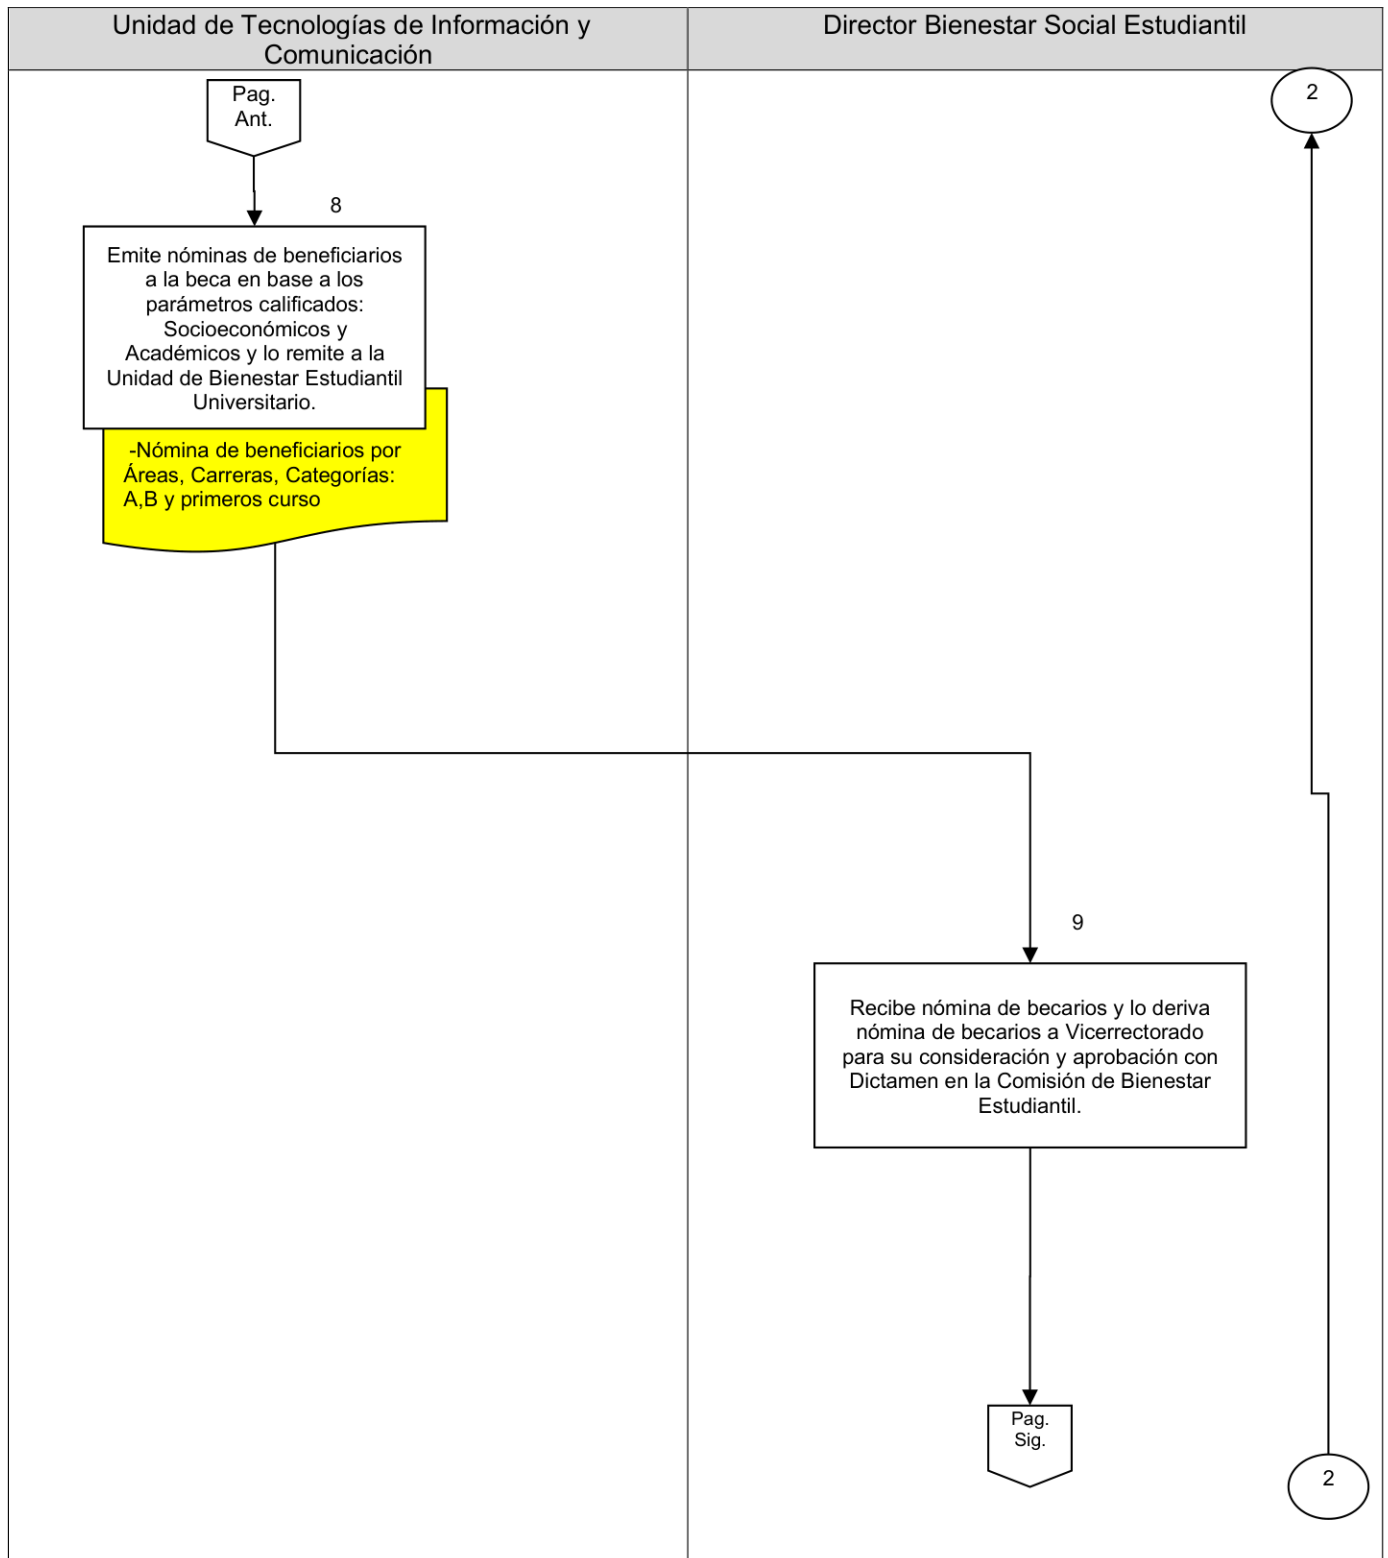 Unidad de Tecnologías de Información y
Comunicación
Director Bienestar Social Estudiantil
Pag.
Ant.
2
8
Emite nóminas de beneficiarios
a la beca en base a los
parámetros calificados:
Socioeconómicos y
Académicos y lo remite a la
Unidad de Bienestar Estudiantil
Universitario.
-Nómina de beneficiarios por
Áreas, Carreras, Categorías:
A,B y primeros curso
9
Recibe nómina de becarios y lo deriva
nómina de becarios a Vicerrectorado
para su consideración y aprobación con
Dictamen en la Comisión de Bienestar
Estudiantil.
Pag.
Sig.
2